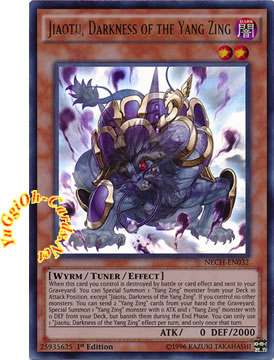 Jiaotu, Darkness of the Yang Zing
DARK
YuGgiOh-Cards.Net
NECH-EN032
[WYRM / TUNER / EFFECT]
When this card you control is destroyed by battle or card effect and sent to your
Graveyard: You can Special Summon 1 "Yang Zing" monster from your Deck in
Attack Position, except "Jiaotu, Darkness of the Yang Zing". If you control no other
monsters: You can send 2 "Yang Zing" cards from your hand to the Graveyard;
Special Summon 1 "Yang Zing" monster with 0 ATK and 1 "Yang Zing" monster with
0 DEF from your Deck, but banish them during the End Phase. You can only use 1
"Jiaotu, Darkness of the Yang Zing" effect per turn, and only once that turn.
ATK/ 0 DEF/2000
25935625 1st Edition ©1996 KAZUKI TAKAHASHI